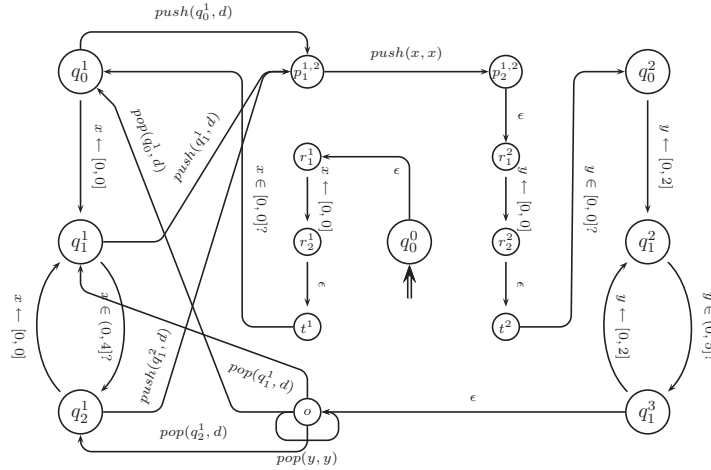 push(q_0^1, d)
q_0^1
p_1^{1,2}
push(x, x)
p_2^{1,2}
q_0^2
pop(q_0^1, d)
push(q_1^1, d)
ϵ
x ← [0, 0]
x ∈ [0, 0]?
r_1^1
ϵ
r_1^2
y ∈ [0, 0]?
y ← [0, 2]
x ← [0, 0]
y ← [0, 0]
q_1^1
r_2^1
q_0^0
r_2^2
q_1^2
ϵ
ϵ
x ← [0, 0]
x ∈ (0, 4]?
t^1
t^2
y ← [0, 2]
y ∈ (0,
push(q_1^2, d)
pop(q_1^1, d)
q_2^1
o
ϵ
q_1^3
pop(q_2^1, d)
pop(y, y)